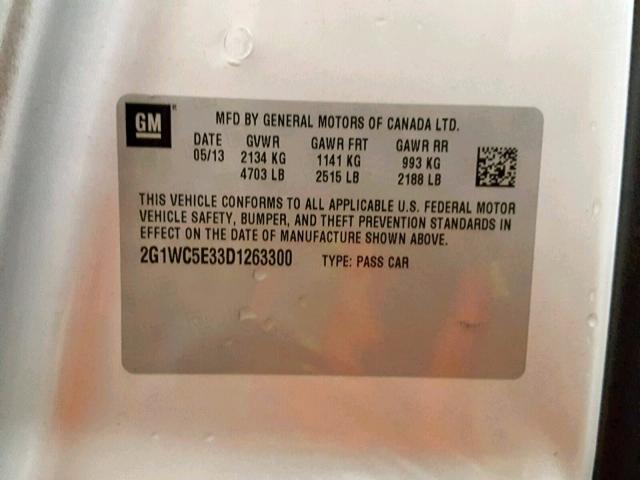 GM
MFD BY GENERAL MOTORS OF CANADA LTD.
DATE GVWR GAWR FRT GAWR RR
05/13 2134 KG 1141 KG 993 KG
4703 LB 2515 LB 2188 LB
THIS VEHICLE CONFORMS TO ALL APPLICABLE U.S. FEDERAL MOTOR
VEHICLE SAFETY, BUMPER, AND THEFT PREVENTION STANDARDS IN
EFFECT ON THE DATE OF MANUFACTURE SHOWN ABOVE.
2G1WC5E33D1263300 TYPE: PASS CAR